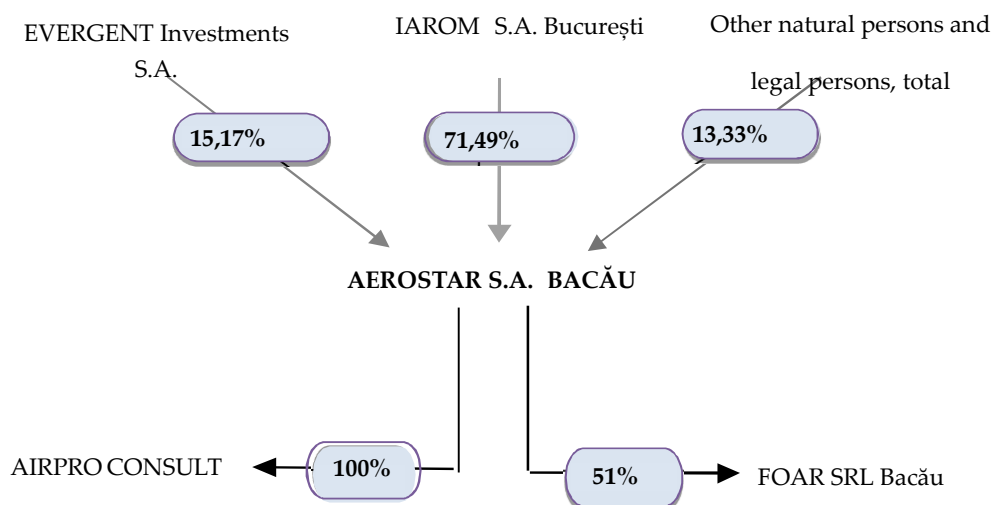 EVERGENT Investments
S.A.
IAROM S.A. București
Other natural persons and
legal persons, total
15,17%
71,49%
13,33%
AEROSTAR S.A. BACĂU
AIRPRO CONSULT
100%
51%
FOAR SRL Bacău